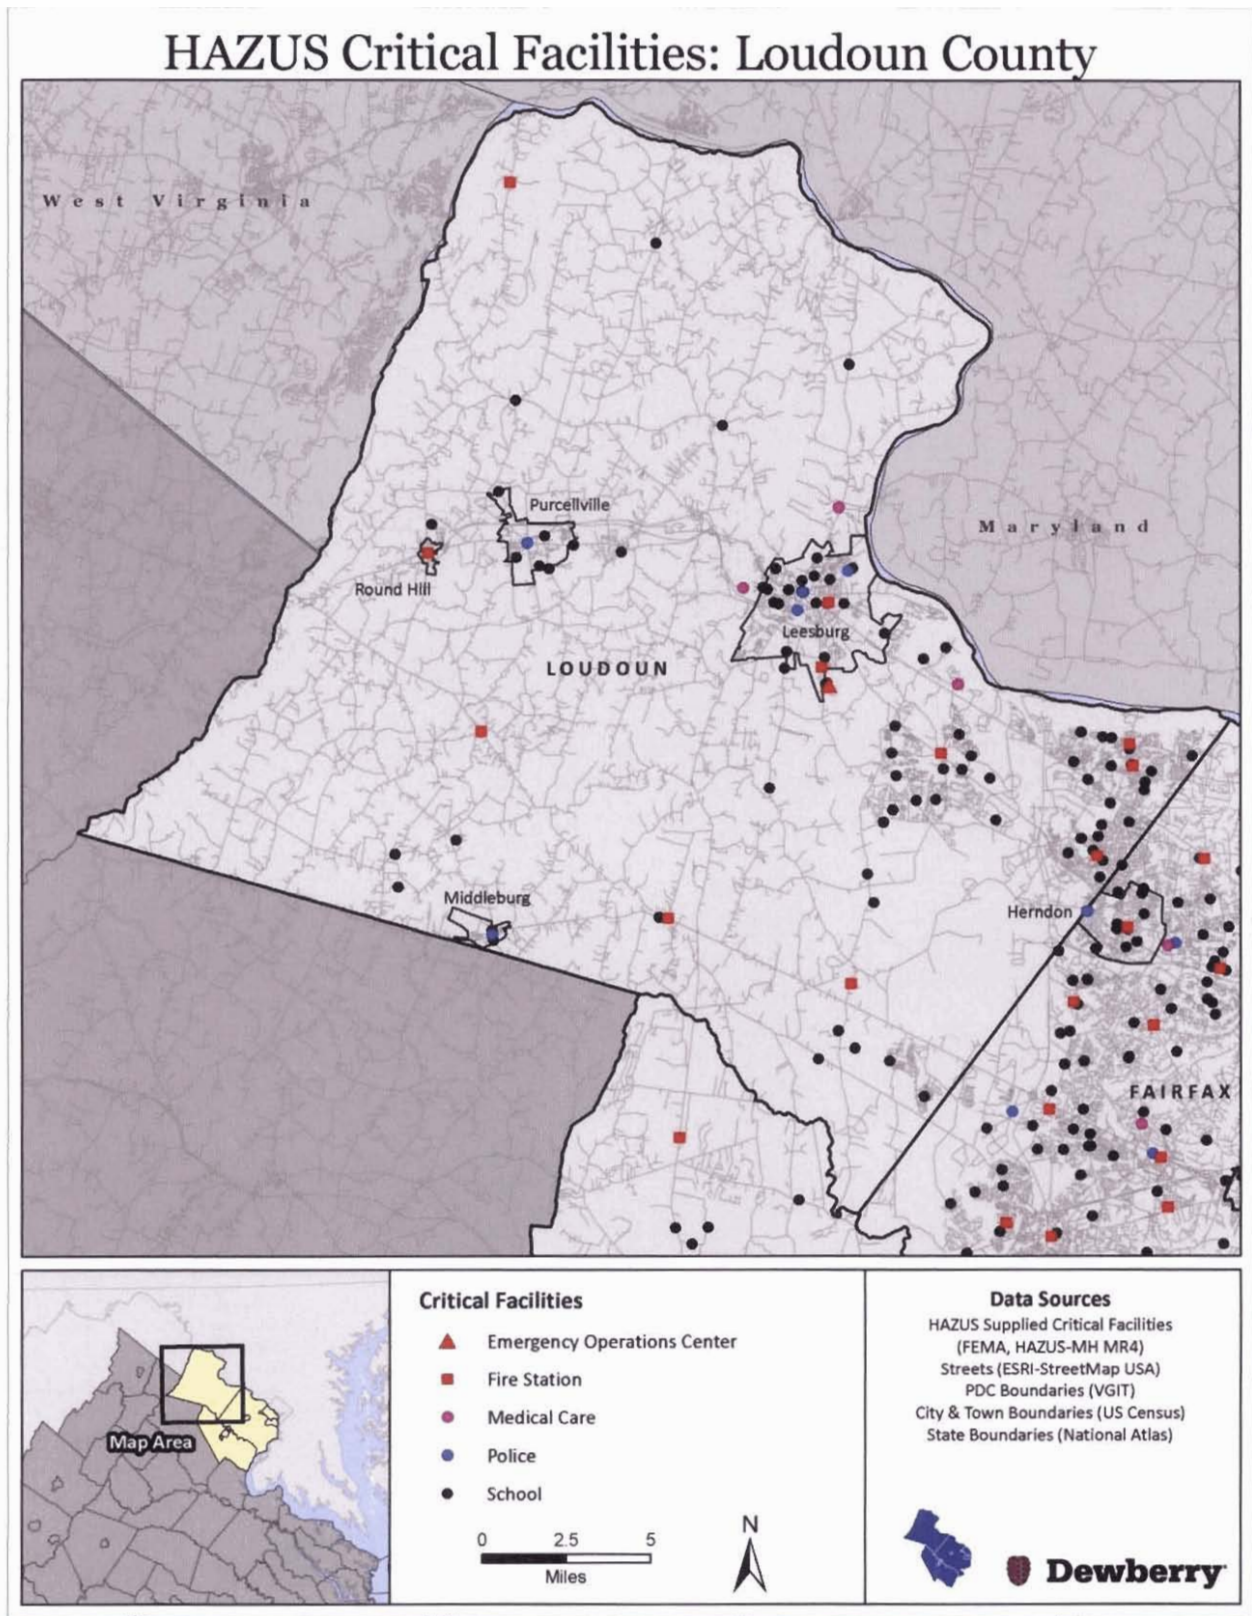 HAZUS Critical Facilities: Loudoun County
West Virginia
Purcellville
Maryland
Round Hill
Leesburg
LOUDOUN
Middleburg
Herndon
FAIRFAX
Map Area
Critical Facilities
Emergency Operations Center
Fire Station
Medical Care
Police
School
0 2.5 5
Miles
N
Data Sources
HAZUS Supplied Critical Facilities
(FEMA, HAZUS-MH MR4)
Streets (ESRI-StreetMap USA)
PDC Boundaries (VGIT)
City & Town Boundaries (US Census)
State Boundaries (National Atlas)
Dewberry